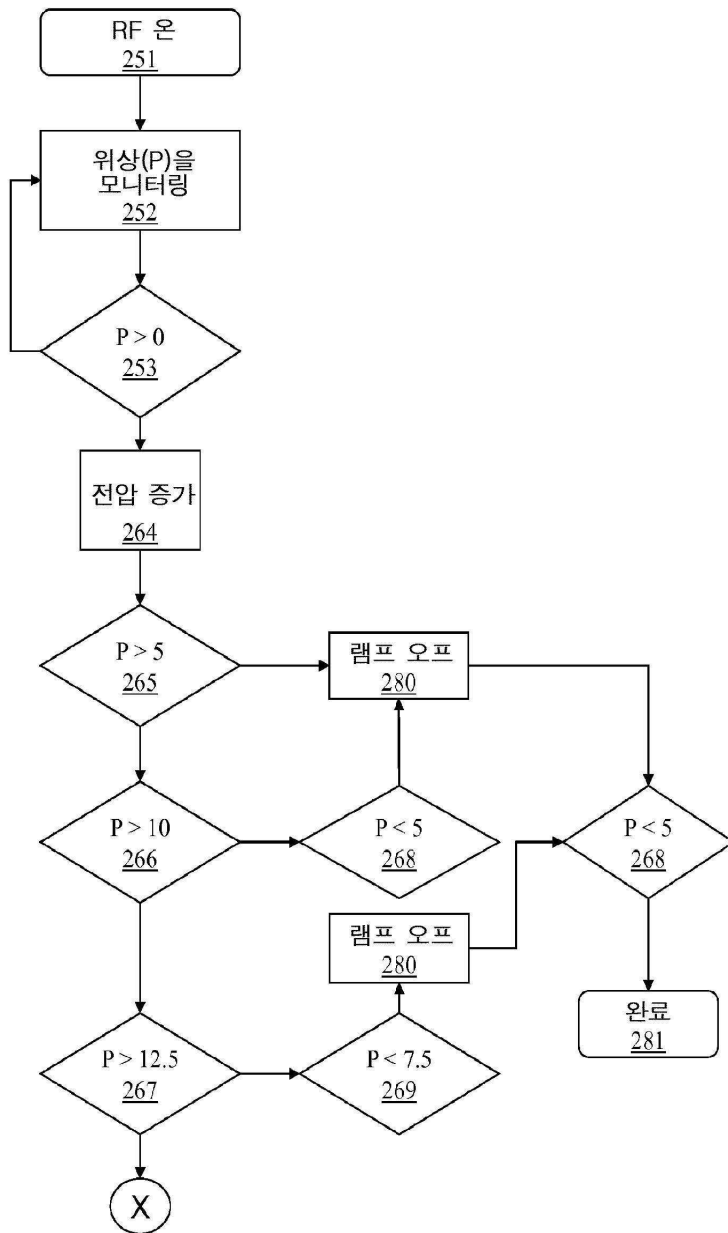 RF 온
251
위상(P)을
모니터링
252
P > 0
253
전압 증가
264
P > 5
265
램프 오프
280
P > 10
266
P < 5
268
P < 5
268
램프 오프
280
P > 12.5
267
P < 7.5
269
완료
281
X